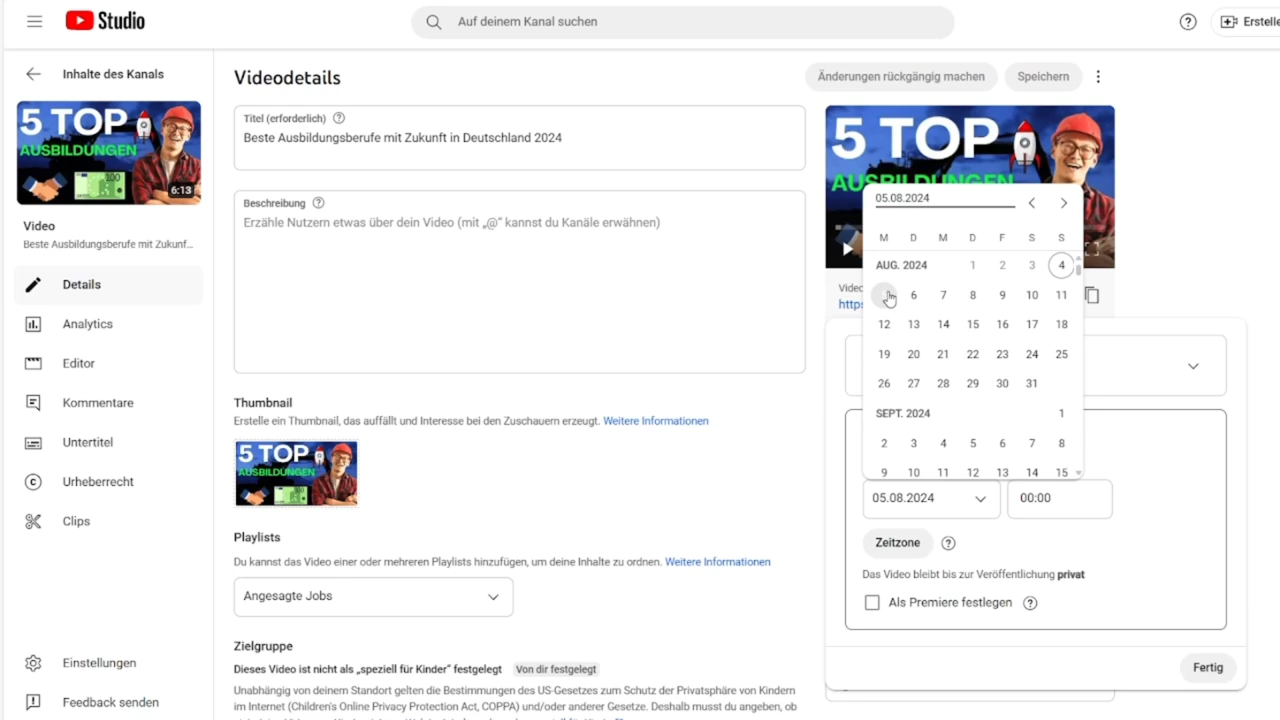 Studio
Auf deinem Kanal suchen
Erstelle
Inhalte des Kanals
5 TOP
AUSBILDUNGEN
100
6:13
Video
Beste Ausbildungsberufe mit Zukunf...
Details
Analytics
Editor
Kommentare
Untertitel
Urheberrecht
Clips
Einstellungen
Feedback senden
Videodetails
Änderungen rückgängig machen
Speichern
Titel (erforderlich)
Beste Ausbildungsberufe mit Zukunft in Deutschland 2024
Beschreibung
Erzähle Nutzern etwas über dein Video (mit „@“ kannst du Kanäle erwähnen)
Thumbnail
Erstelle ein Thumbnail, das auffällt und Interesse bei den Zuschauern erzeugt. Weitere Informationen
5 TOP
AUSBILDUNGEN
Playlists
Du kannst das Video einer oder mehreren Playlists hinzufügen, um deine Inhalte zu ordnen. Weitere Informationen
Angesagte Jobs
Zielgruppe
Dieses Video ist nicht als „speziell für Kinder“ festgelegt Von dir festgelegt
Unabhängig von deinem Standort gelten die Bestimmungen des US-Gesetzes zum Schutz der Privatsphäre von Kindern
im Internet (Children's Online Privacy Protection Act, COPPA) und/oder anderer Gesetze. Deshalb musst du angeben, ob
5 TOP
AUSBILDUNGEN
Video
https
05.08.2024
M D M D F S S
AUG. 2024 1 2 3 4
6 7 8 9 10 11
12 13 14 15 16 17 18
19 20 21 22 23 24 25
26 27 28 29 30 31
SEPT. 2024 1
2 3 4 5 6 7 8
9 10 11 12 13 14 15
05.08.2024
00:00
Zeitzone
Das Video bleibt bis zur Veröffentlichung privat
Als Premiere festlegen
Fertig